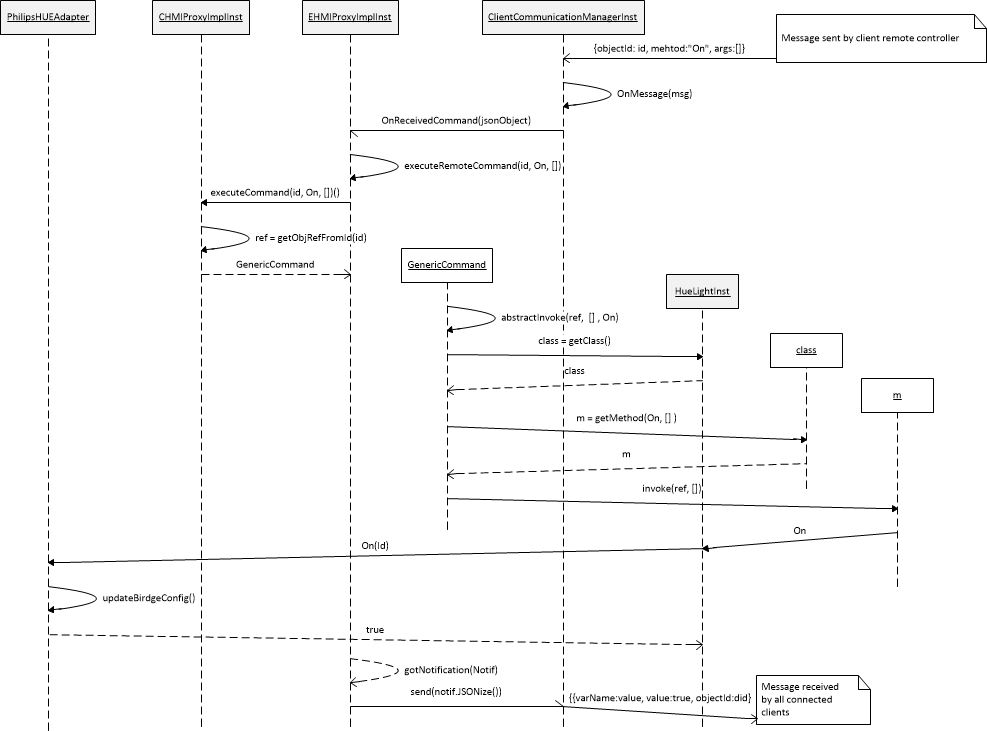 PhilipsHUEAdapter
CHMIProxyImplInst
EHMIProxyImplInst
ClientCommunicationManagerInst
Message sent by client remote controller
{objectId: id, mehtod:"On", args:[]}
OnMessage(msg)
OnReceivedCommand(jsonObject)
executeRemoteCommand(id, On, [])
executeCommand(id, On, [])()
ref = getObjRefFromId(id)
GenericCommand
GenericCommand
HueLightInst
abstractInvoke(ref, [] , On)
class = getClass()
class
class
m
m = getMethod(On, [] )
m
invoke(ref, [])
On
On(Id)
updateBirdgeConfig()
true
gotNotification(Notif)
send(notif.JSONize())
{{varName:value, value:true, objectId:did}
Message received
by all connected
clients